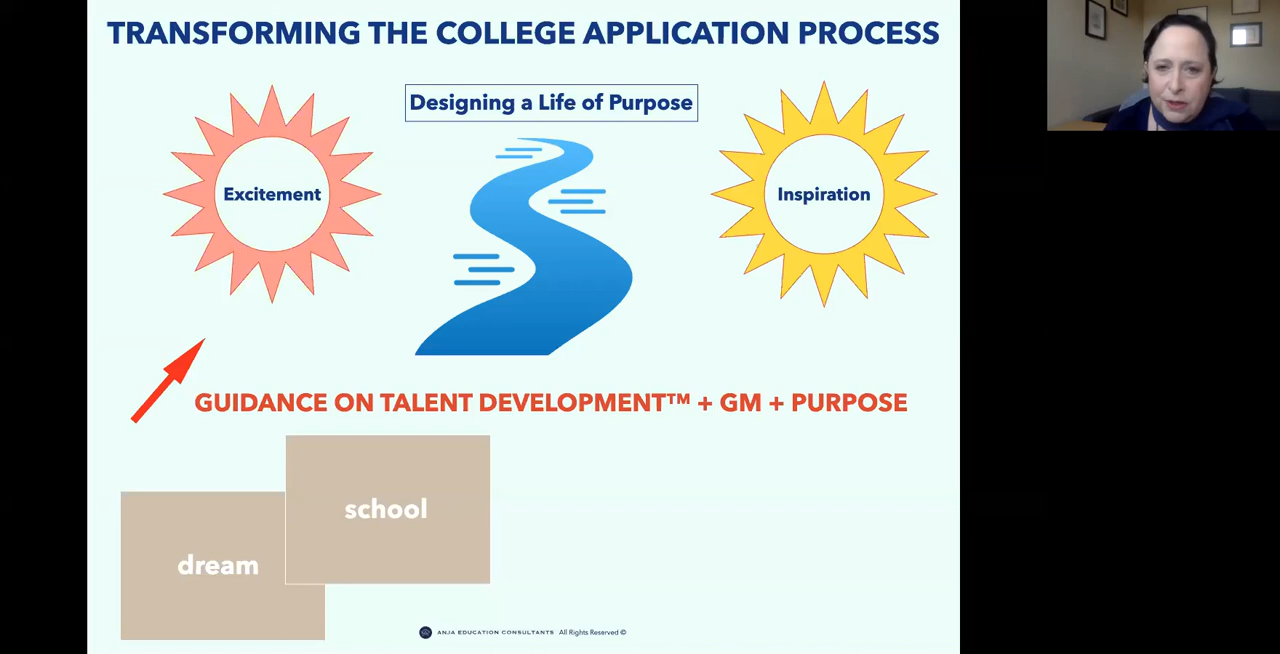 TRANSFORMING THE COLLEGE APPLICATION PROCESS
Designing a Life of Purpose
Excitement
Inspiration
GUIDANCE ON TALENT DEVELOPMENT™ + GM + PURPOSE
school
dream
ANJA EDUCATION CONSULTANTS All Rights Reserved ©